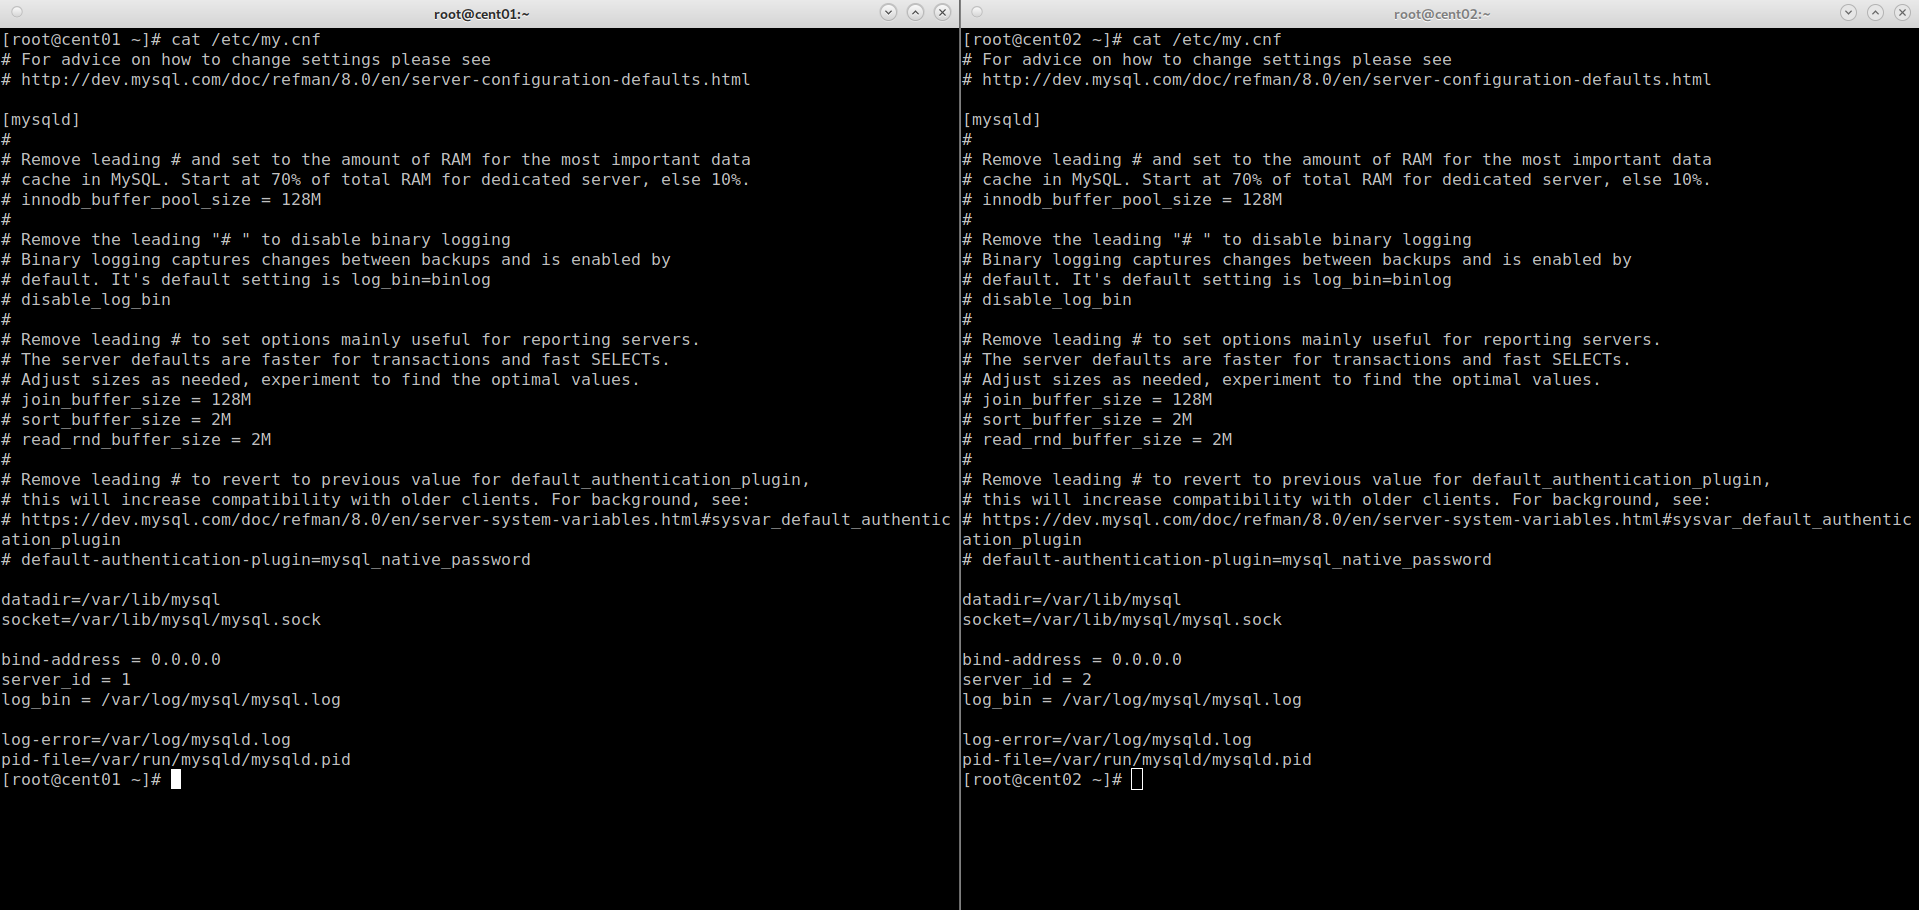 root@cent01:~
[root@cent01 ~]# cat /etc/my.cnf
# For advice on how to change settings please see
# http://dev.mysql.com/doc/refman/8.0/en/server-configuration-defaults.html

[mysqld]
#
# Remove leading # and set to the amount of RAM for the most important data
# cache in MySQL. Start at 70% of total RAM for dedicated server, else 10%.
# innodb_buffer_pool_size = 128M
#
# Remove the leading "# " to disable binary logging
# Binary logging captures changes between backups and is enabled by
# default. It's default setting is log_bin=binlog
# disable_log_bin
#
# Remove leading # to set options mainly useful for reporting servers.
# The server defaults are faster for transactions and fast SELECTs.
# Adjust sizes as needed, experiment to find the optimal values.
# join_buffer_size = 128M
# sort_buffer_size = 2M
# read_rnd_buffer_size = 2M
#
# Remove leading # to revert to previous value for default_authentication_plugin,
# this will increase compatibility with older clients. For background, see:
# https://dev.mysql.com/doc/refman/8.0/en/server-system-variables.html#sysvar_default_authentic
ation_plugin
# default-authentication-plugin=mysql_native_password

datadir=/var/lib/mysql
socket=/var/lib/mysql/mysql.sock

bind-address = 0.0.0.0
server_id = 1
log_bin = /var/log/mysql/mysql.log

log-error=/var/log/mysqld.log
pid-file=/var/run/mysqld/mysqld.pid
[root@cent01 ~]#
root@cent02:~
[root@cent02 ~]# cat /etc/my.cnf
# For advice on how to change settings please see
# http://dev.mysql.com/doc/refman/8.0/en/server-configuration-defaults.html

[mysqld]
#
# Remove leading # and set to the amount of RAM for the most important data
# cache in MySQL. Start at 70% of total RAM for dedicated server, else 10%.
# innodb_buffer_pool_size = 128M
#
# Remove the leading "# " to disable binary logging
# Binary logging captures changes between backups and is enabled by
# default. It's default setting is log_bin=binlog
# disable_log_bin
#
# Remove leading # to set options mainly useful for reporting servers.
# The server defaults are faster for transactions and fast SELECTs.
# Adjust sizes as needed, experiment to find the optimal values.
# join_buffer_size = 128M
# sort_buffer_size = 2M
# read_rnd_buffer_size = 2M
#
# Remove leading # to revert to previous value for default_authentication_plugin,
# this will increase compatibility with older clients. For background, see:
# https://dev.mysql.com/doc/refman/8.0/en/server-system-variables.html#sysvar_default_authentic
ation_plugin
# default-authentication-plugin=mysql_native_password

datadir=/var/lib/mysql
socket=/var/lib/mysql/mysql.sock

bind-address = 0.0.0.0
server_id = 2
log_bin = /var/log/mysql/mysql.log

log-error=/var/log/mysqld.log
pid-file=/var/run/mysqld/mysqld.pid
[root@cent02 ~]#